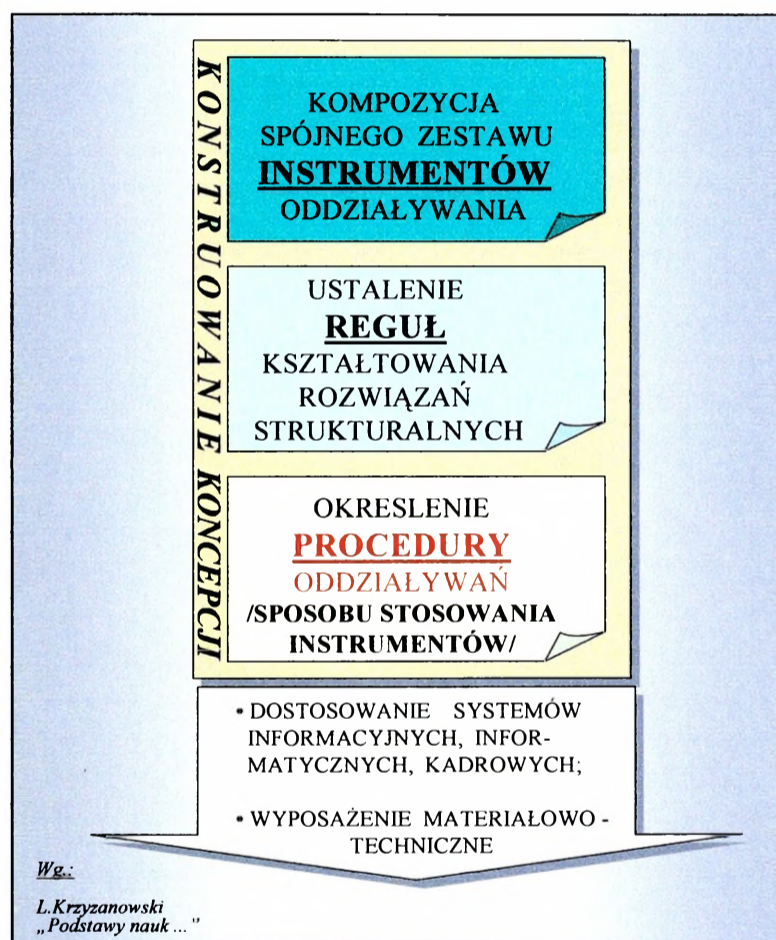 KONSTRUOWANIE KONCEPCJI
KOMPOZYCJA
SPÓJNEGO ZESTAWU
INSTRUMENTÓW
ODDZIAŁYWANIA
USTALENIE
REGUŁ
KSZTAŁTOWANIA
ROZWIĄZAŃ
STRUKTURALNYCH
OKRESLENIE
PROCEDURY
ODDZIAŁYWAŃ
/SPOSOBU STOSOWANIA
INSTRUMENTÓW/
• DOSTOSOWANIE SYSTEMÓW
INFORMACYJNYCH, INFOR-
MATYCZNYCH, KADROWYCH;
• WYPOSAŻENIE MATERIAŁOWO -
TECHNICZNE
Wg.:
L.Krzyzanowski
„Podstawy nauk ... ”